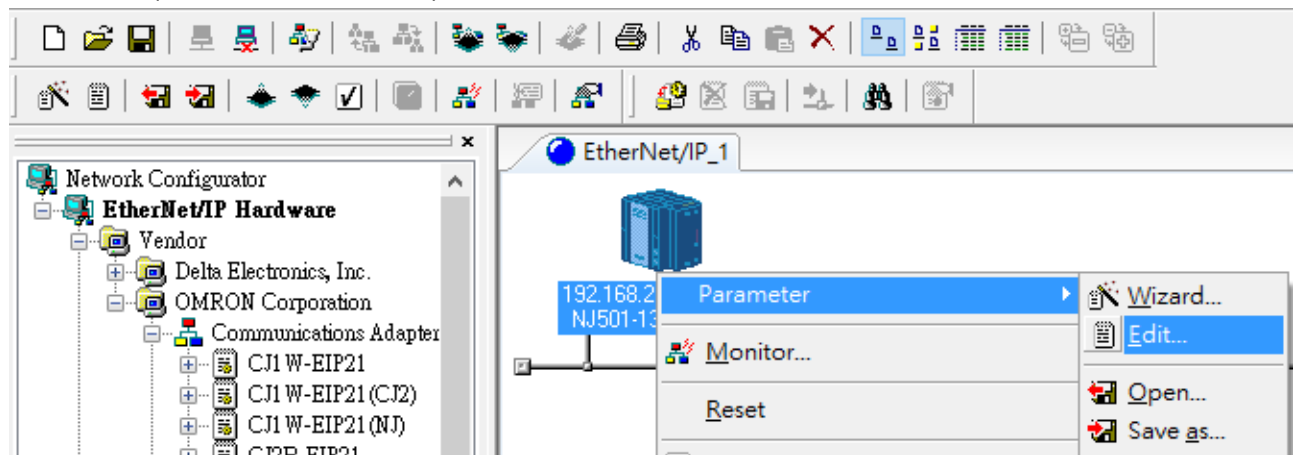 EtherNet/IP_1
Network Configurator
EtherNet/IP Hardware
Vendor
Delta Electronics, Inc.
OMRON Corporation
Communications Adapter
CJ1W-EIP21
CJ1W-EIP21(CJ2)
CJ1W-EIP21(NJ)
192.168.2
NJ501-13
Parameter
Monitor...
Reset
Wizard...
Edit...
Open...
Save as...